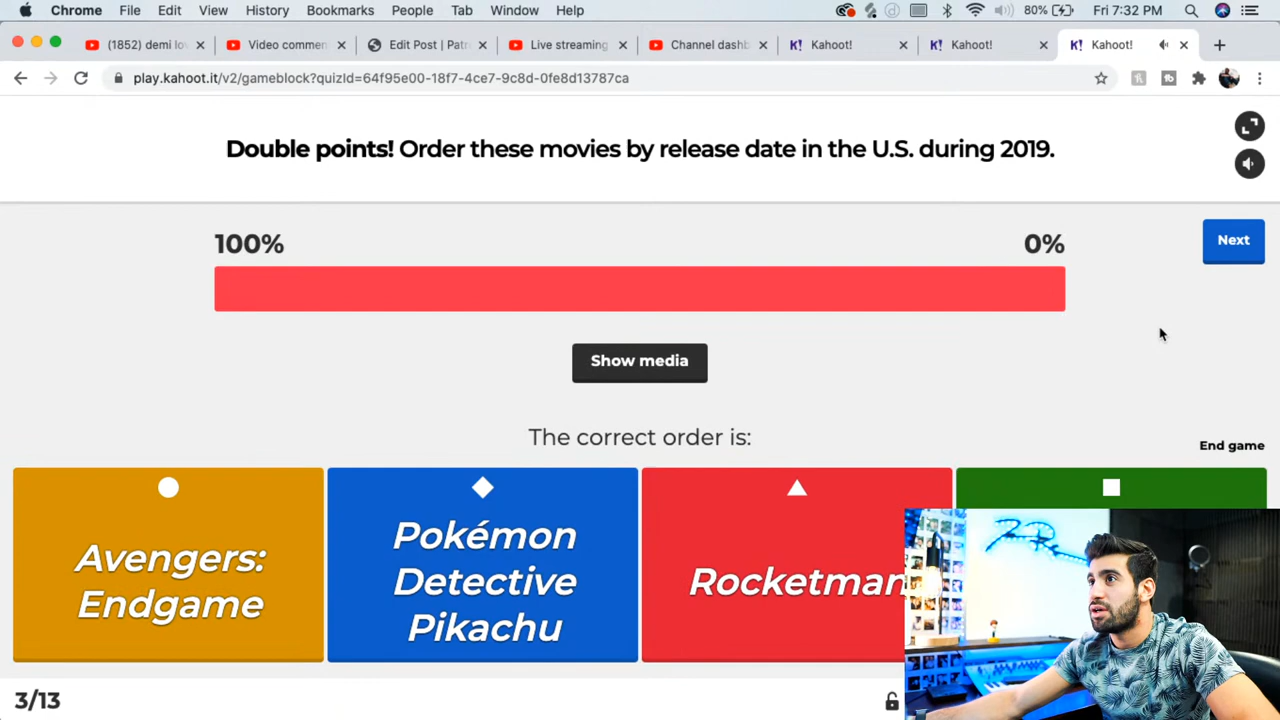 Chrome File Edit View History Bookmarks People Tab Window Help 80% Fri 7:32 PM
(1852) demi lo Video commen Edit Post | Pat Live streaming Channel dashb Kahoot! Kahoot! Kahoot!
play.kahoot.it/v2/gameblock?quizId=64f95e00-18f7-4ce7-9c8d-0fe8d13787ca
Double points! Order these movies by release date in the U.S. during 2019.
100% 0%
Next
Show media
The correct order is:
End game
Avengers:
Endgame
Pokémon
Detective
Pikachu
Rocketman
3/13